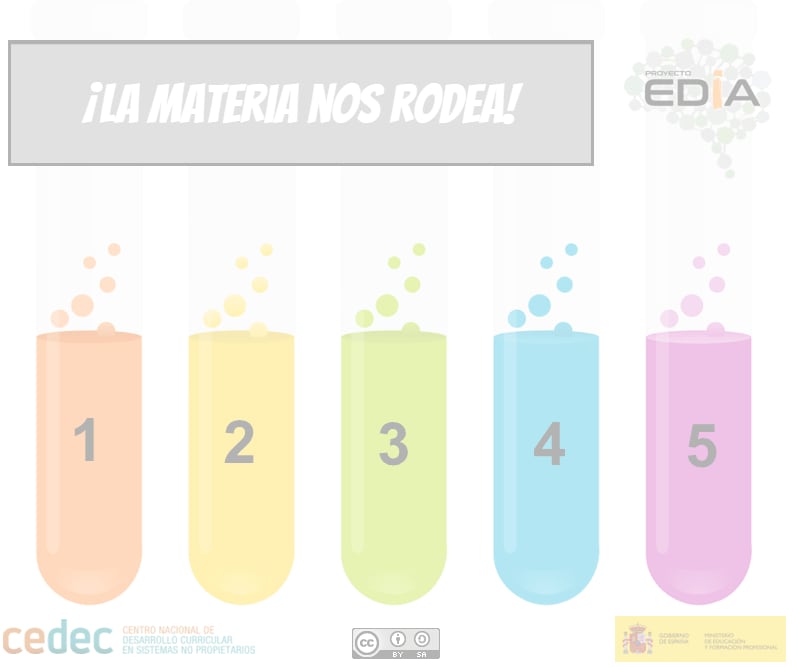 ¡LA MATERIA NOS RODEA!
PROYECTO
EDiA
1
2
3
4
5
cedec
CENTRO NACIONAL DE
DESARROLLO CURRICULAR
EN SISTEMAS NO PROPIETARIOS
cc
BY SA
GOBIERNO
DE ESPAÑA
MINISTERIO
DE EDUCACIÓN
Y FORMACIÓN PROFESIONAL